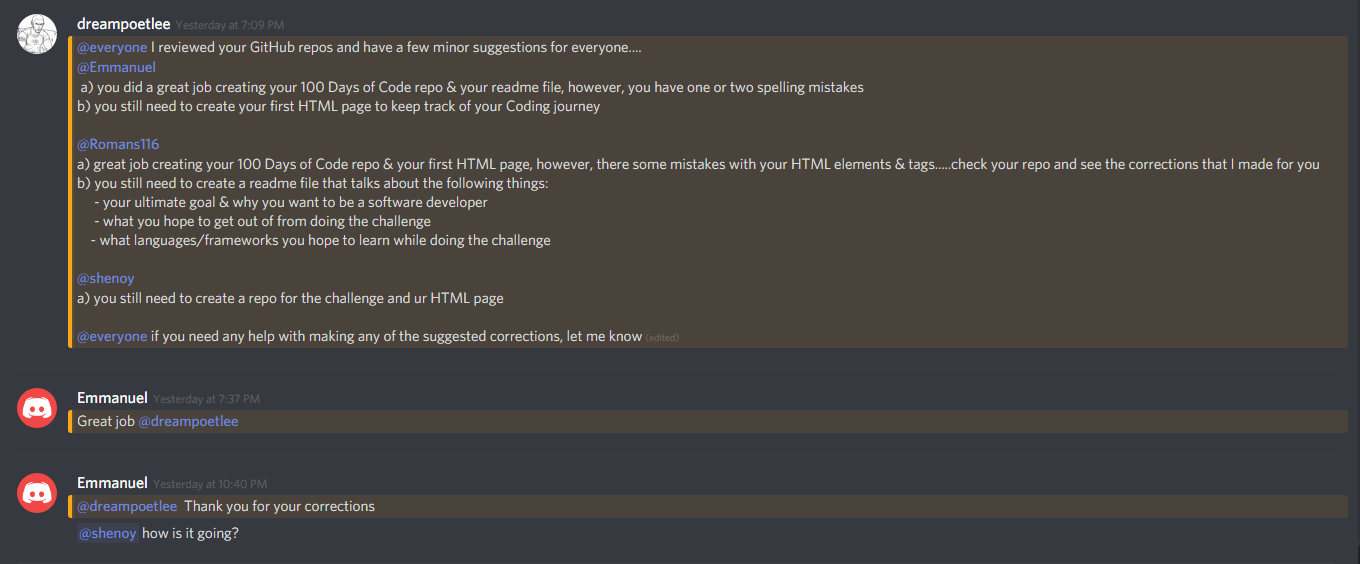 dreampoetlee Yesterday at 7:09 PM
@everyone I reviewed your GitHub repos and have a few minor suggestions for everyone....
@Emmanuel
a) you did a great job creating your 100 Days of Code repo & your readme file, however, you have one or two spelling mistakes
b) you still need to create your first HTML page to keep track of your Coding journey
@Romans116
a) great job creating your 100 Days of Code repo & your first HTML page, however, there some mistakes with your HTML elements & tags.....check your repo and see the corrections that I made for you
b) you still need to create a readme file that talks about the following things:
- your ultimate goal & why you want to be a software developer
- what you hope to get out of from doing the challenge
- what languages/frameworks you hope to learn while doing the challenge
@shenoy
a) you still need to create a repo for the challenge and ur HTML page
@everyone if you need any help with making any of the suggested corrections, let me know (edited)
Emmanuel Yesterday at 7:37 PM
Great job @dreampoetlee
Emmanuel Yesterday at 10:40 PM
@dreampoetlee Thank you for your corrections
@shenoy how is it going?